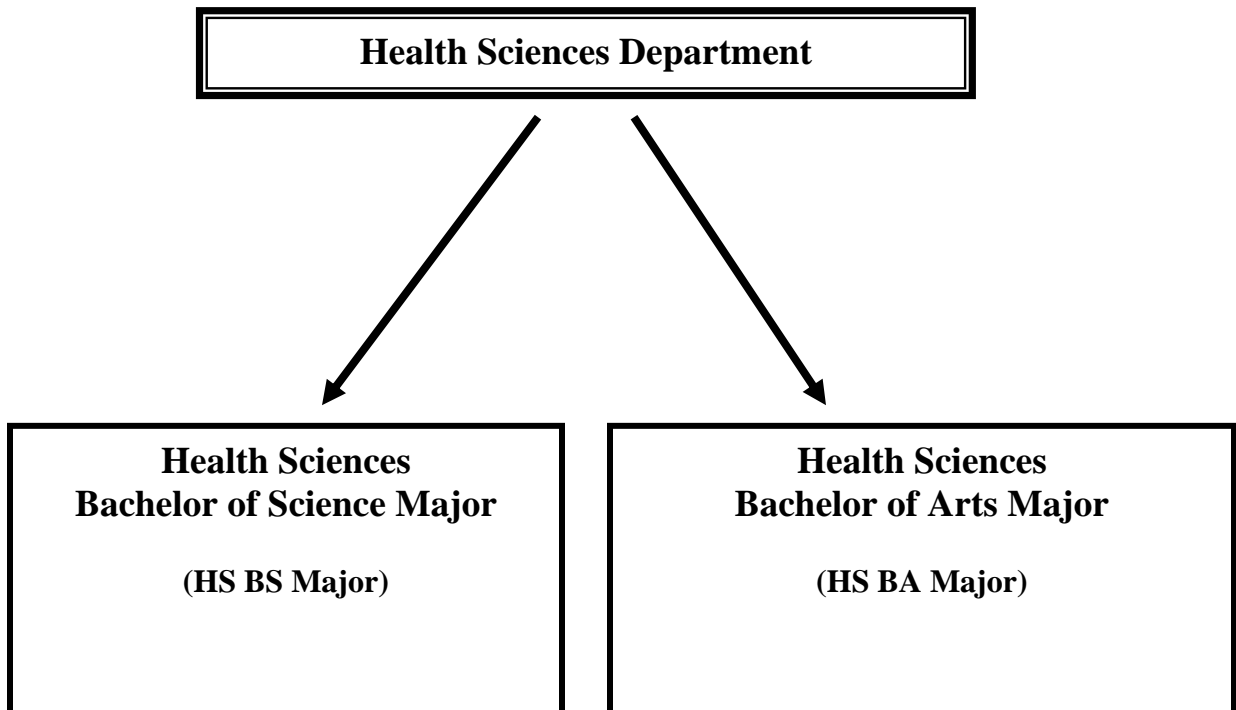 Health Sciences Department
Health Sciences
Bachelor of Science Major
(HS BS Major)
Health Sciences
Bachelor of Arts Major
(HS BA Major)